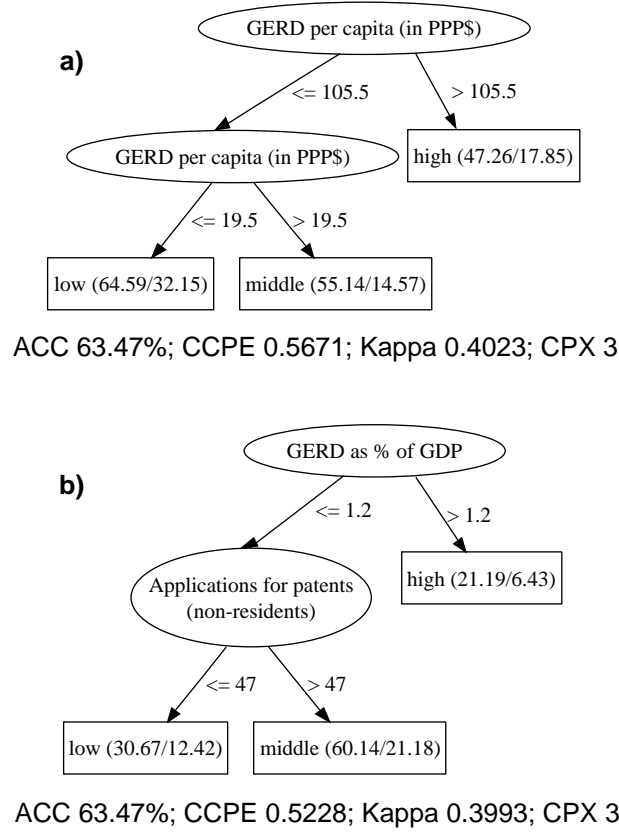 GERD per capita (in PPP$)
a)
<= 105.5
> 105.5
GERD per capita (in PPP$)
high (47.26/17.85)
<= 19.5
> 19.5
low (64.59/32.15)
middle (55.14/14.57)
ACC 63.47%; CCPE 0.5671; Kappa 0.4023; CPX 3
GERD as % of GDP
b)
<= 1.2
> 1.2
Applications for patents
(non-residents)
high (21.19/6.43)
<= 47
> 47
low (30.67/12.42)
middle (60.14/21.18)
ACC 63.47%; CCPE 0.5228; Kappa 0.3993; CPX 3